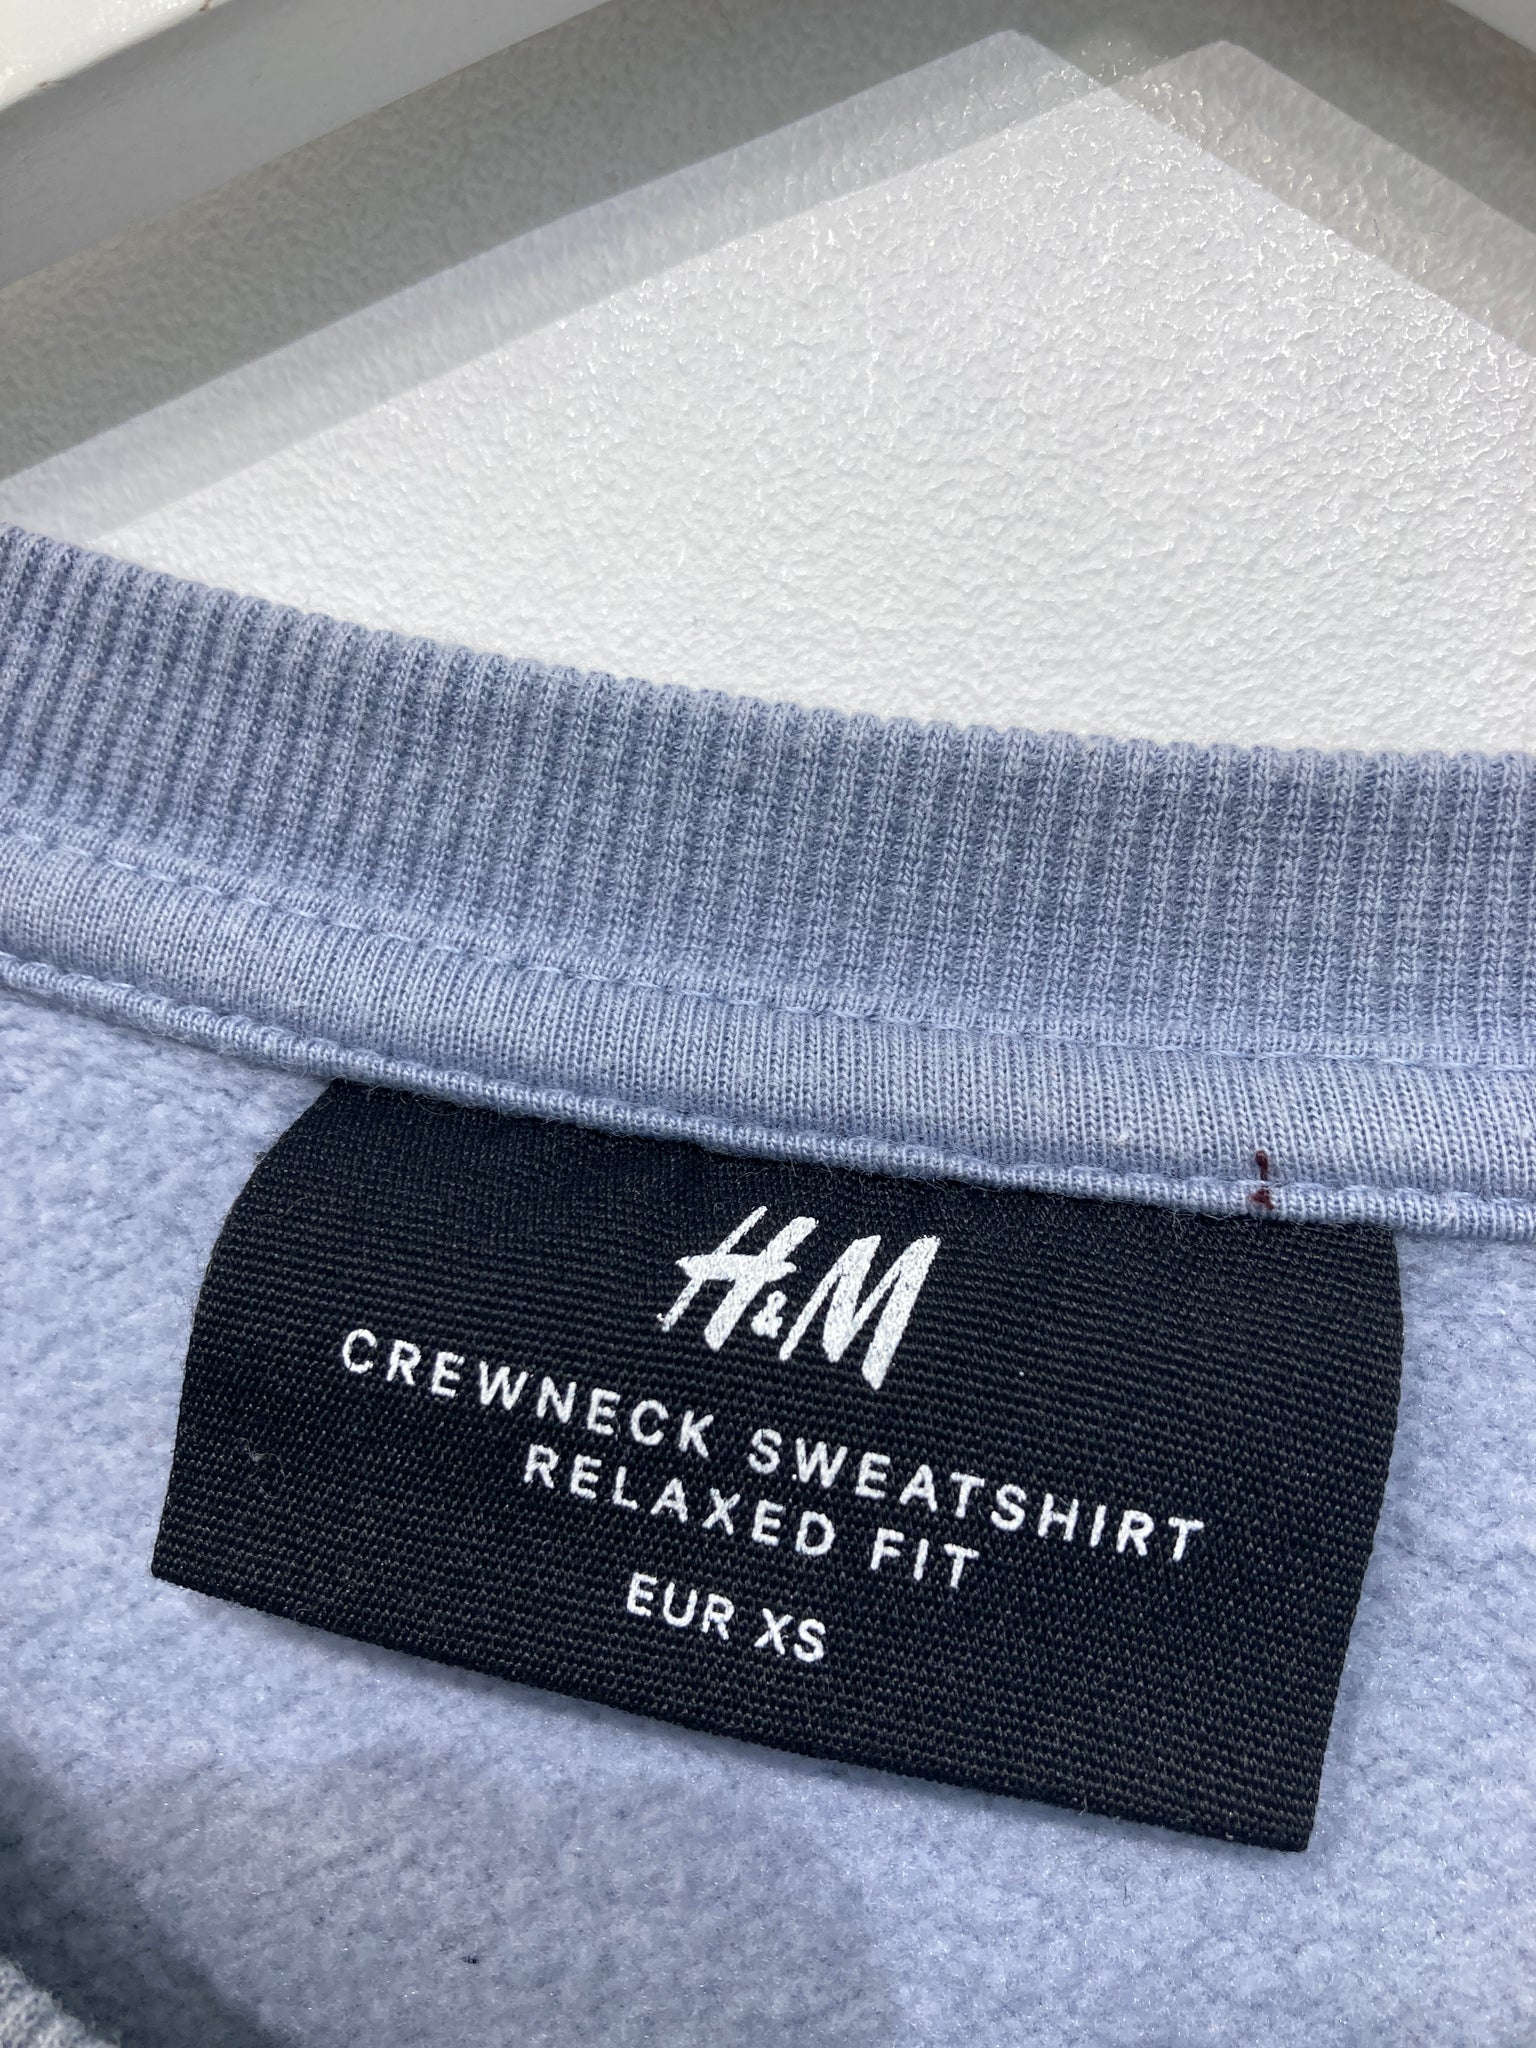 H&M
CREWNECK SWEATSHIRT
RELAXED FIT
EUR XS